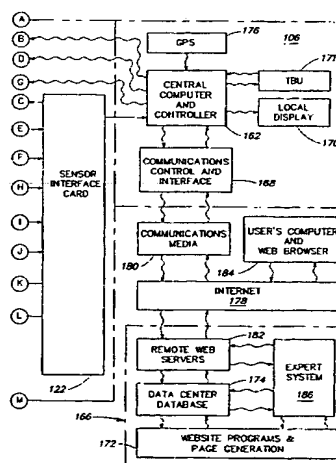 A
B
D
G
C
E
F
H
I
J
K
L
M
SENSOR
INTERFACE
CARD
122
GPS
176
106
CENTRAL
COMPUTER
AND
CONTROLLER
162
TBU
LOCAL
DISPLAY
COMMUNICATIONS
CONTROL AND
INTERFACE
168
COMMUNICATIONS
MEDIA
180
USER'S COMPUTER
AND
WEB BROWSER
184
INTERNET
178
182
REMOTE WEB
SERVERS
174
DATA CENTER
DATABASE
EXPERT
SYSTEM
186
166
172
WEBSITE PROGRAMS &
PAGE GENERATION